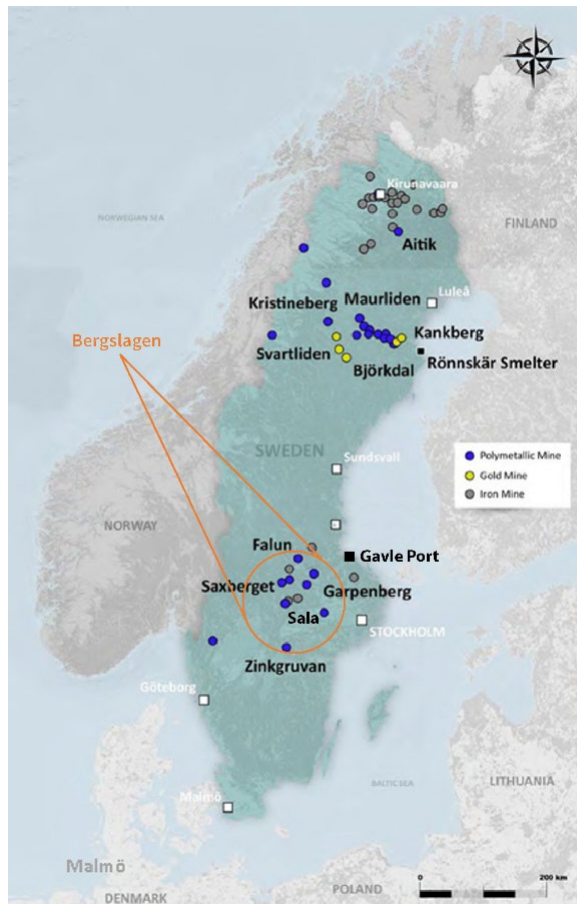 NORWEGIAN SEA
Kirunavaara
FINLAND
Aitik
Maurliden
Luleå
Kristineberg
Kankberg
Bergslagen
Svartliden
Björkdal
Rönnskär Smelter
SWEDEN
Sundsvall
Polymetallic Mine
Gold Mine
Iron Mine
NORWAY
Falun
Gavle Port
Saxberget
Garpenberg
Sala
STOCKHOLM
Zinkgruvan
Göteborg
BALTIC SEA
LITHUANIA
Malmö
Malmö
DENMARK
POLAND
0
200 km